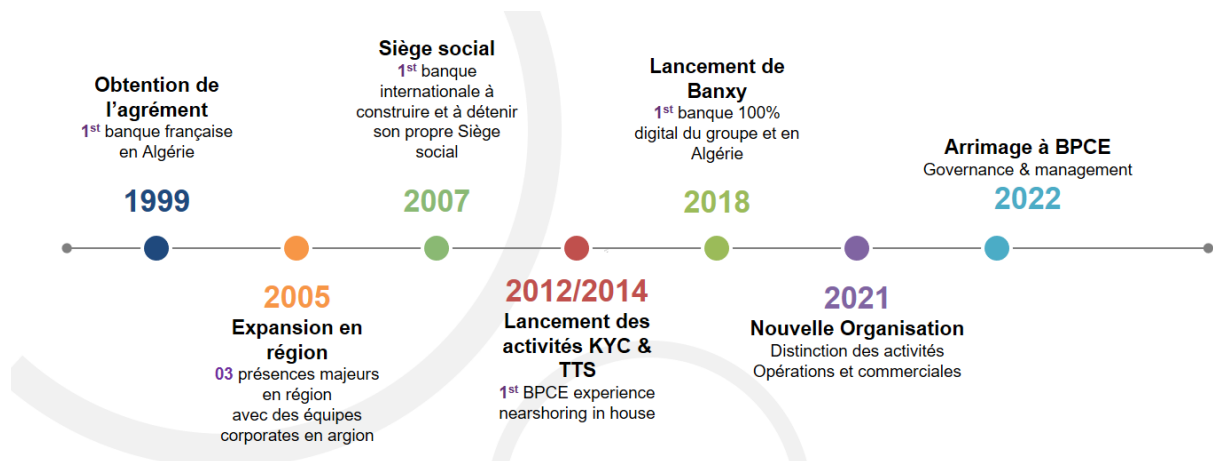 Obtention de
l'agrément
1st banque française
en Algérie
1999
2005
Expansion en
région
03 présences majeurs
en région
avec des équipes
corporates en argion
Siège social
1st banque
internationale à
construire et à détenir
son propre Siège
social
2007
2012/2014
Lancement des
activités KYC &
TTS
1st BPCE experience
nearshoring in house
Lancement de
Banxy
1st banque 100%
digital du groupe et en
Algérie
2018
2021
Nouvelle Organisation
Distinction des activités
Opérations et commerciales
Arrimage à BPCE
Governance & management
2022